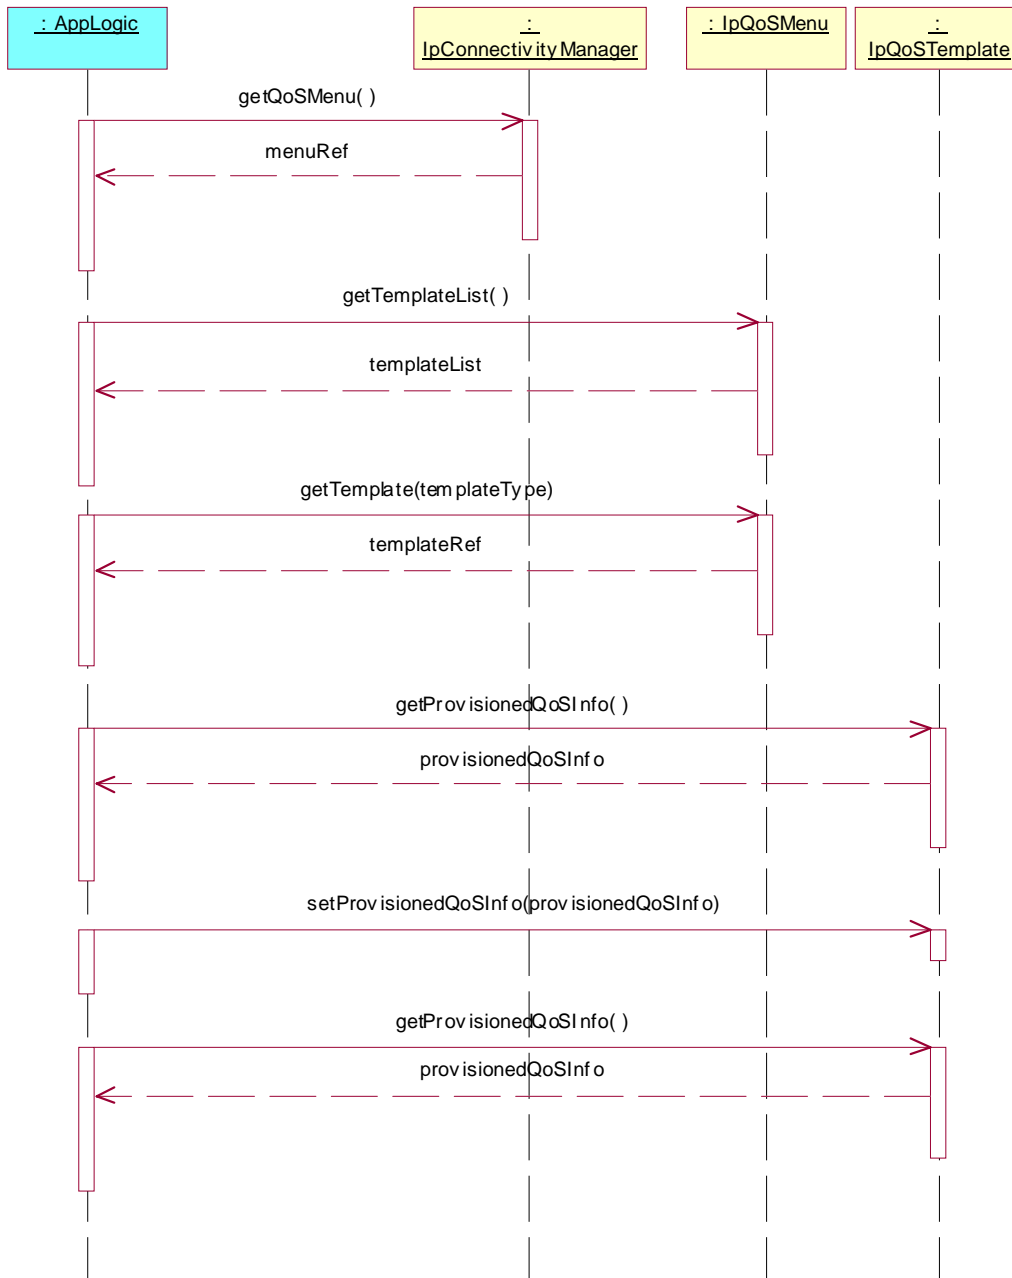 : AppLogic
:
IpConnectivityManager
: IpQoSMenu
:
IpQoSTemplate
getQoSMenu( )
menuRef
getTemplateList( )
templateList
getTemplate(templateType)
templateRef
getProvisionedQoSInfo( )
provisionedQoSInfo
setProvisionedQoSInfo(provisionedQoSInfo)
getProvisionedQoSInfo( )
provisionedQoSInfo